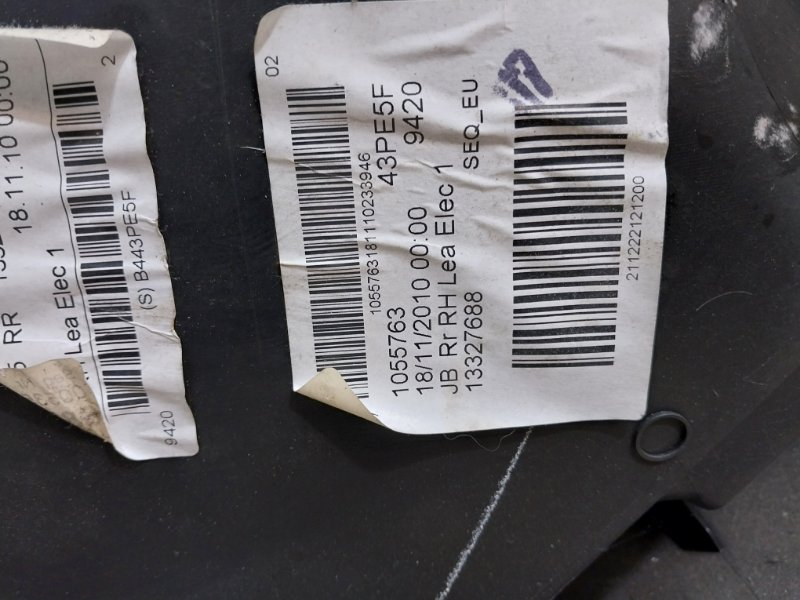 RR
18.11.10 00:00
Lea Elec 1
(S) B443PE5F
2
9420
02
1055763181110233946
1055763 43PE5F
18/11/2010 00:00 9420
JB Rr RH Lea Elec 1
13327688 SEQ_EU
211222121200